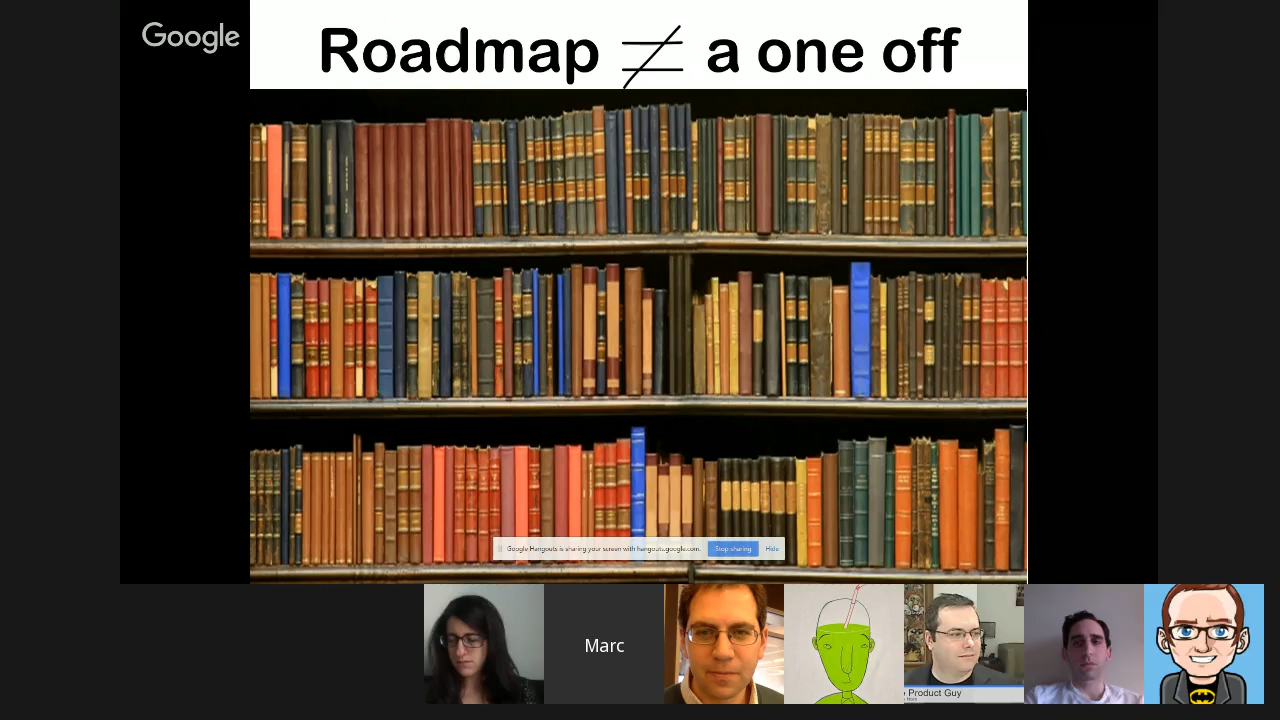 Google
Roadmap ≠ a one off
Google Hangouts is sharing your screen with hangouts.google.com.
Stop sharing
Hide
Marc
Product Guy